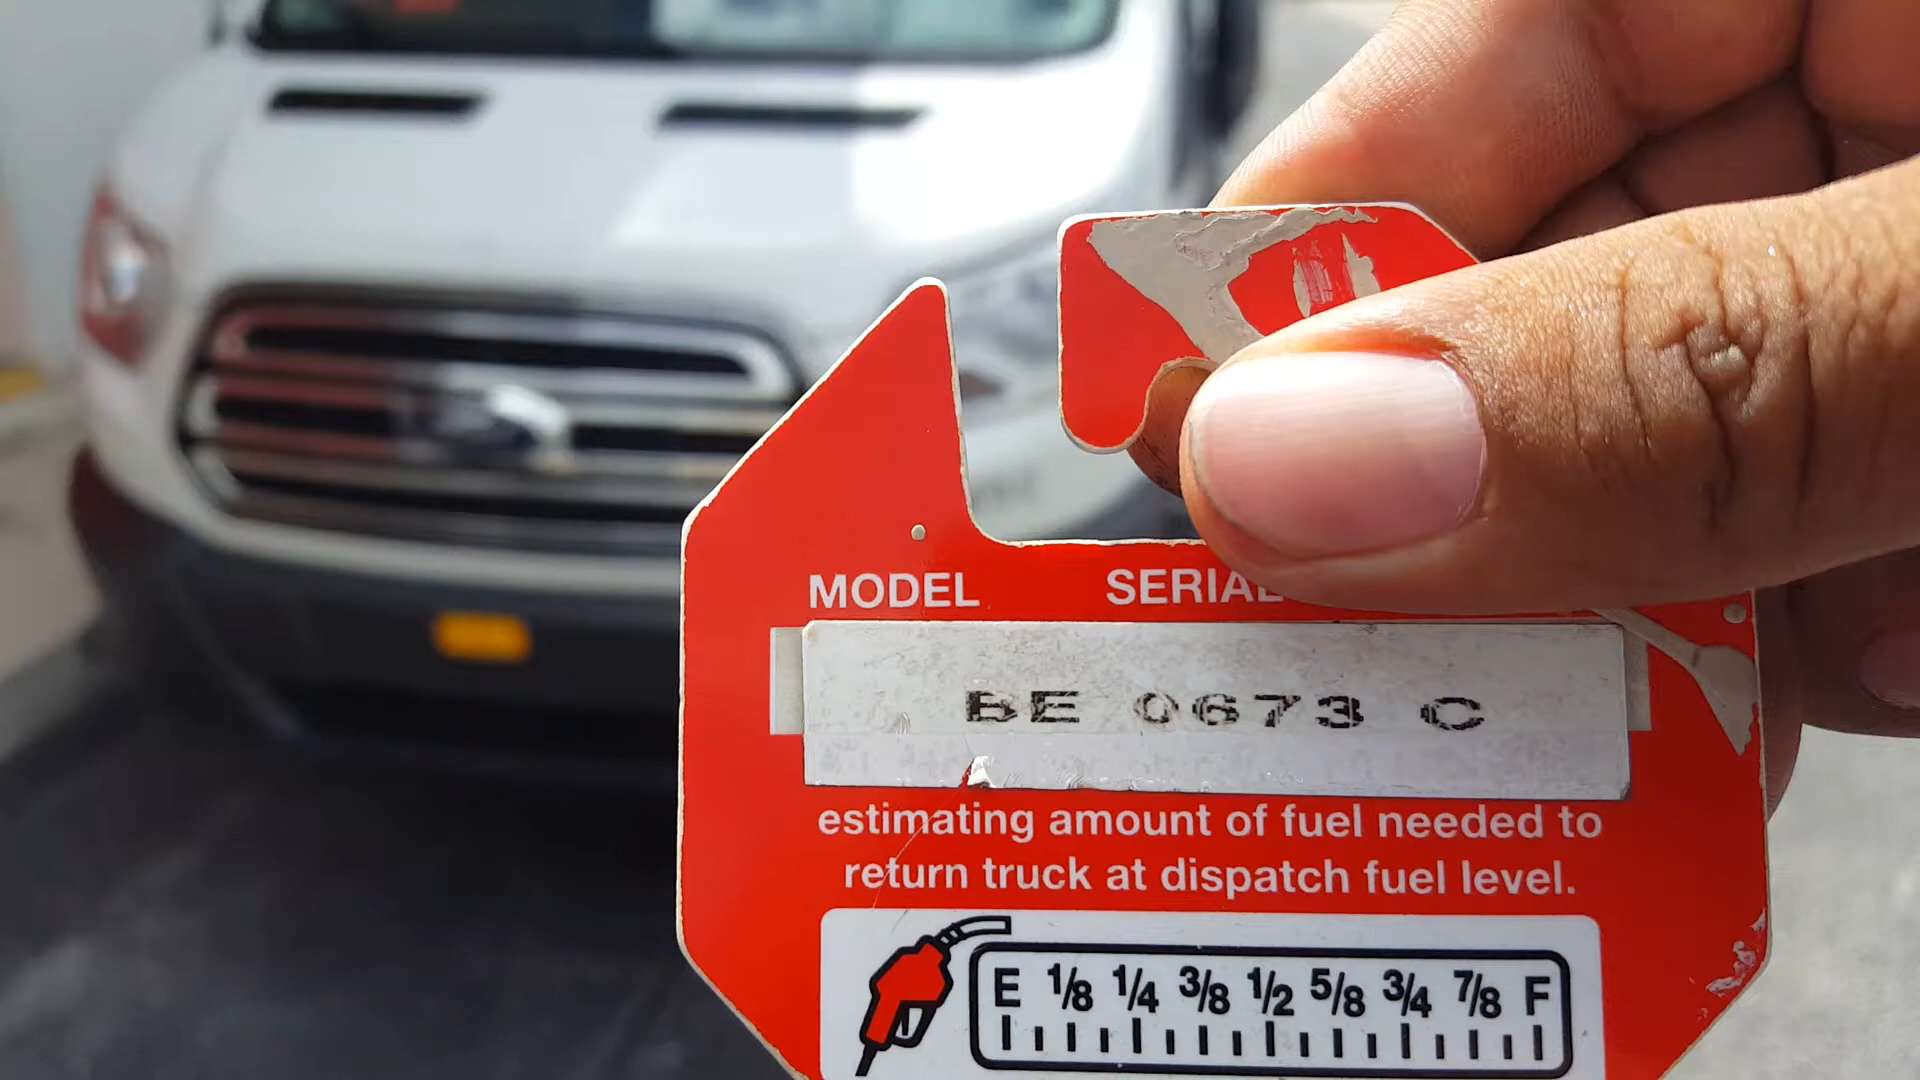 MODEL SERIAL
BE 0673 C
estimating amount of fuel needed to
return truck at dispatch fuel level.
E 1/8 1/4 3/8 1/2 5/8 3/4 7/8 F